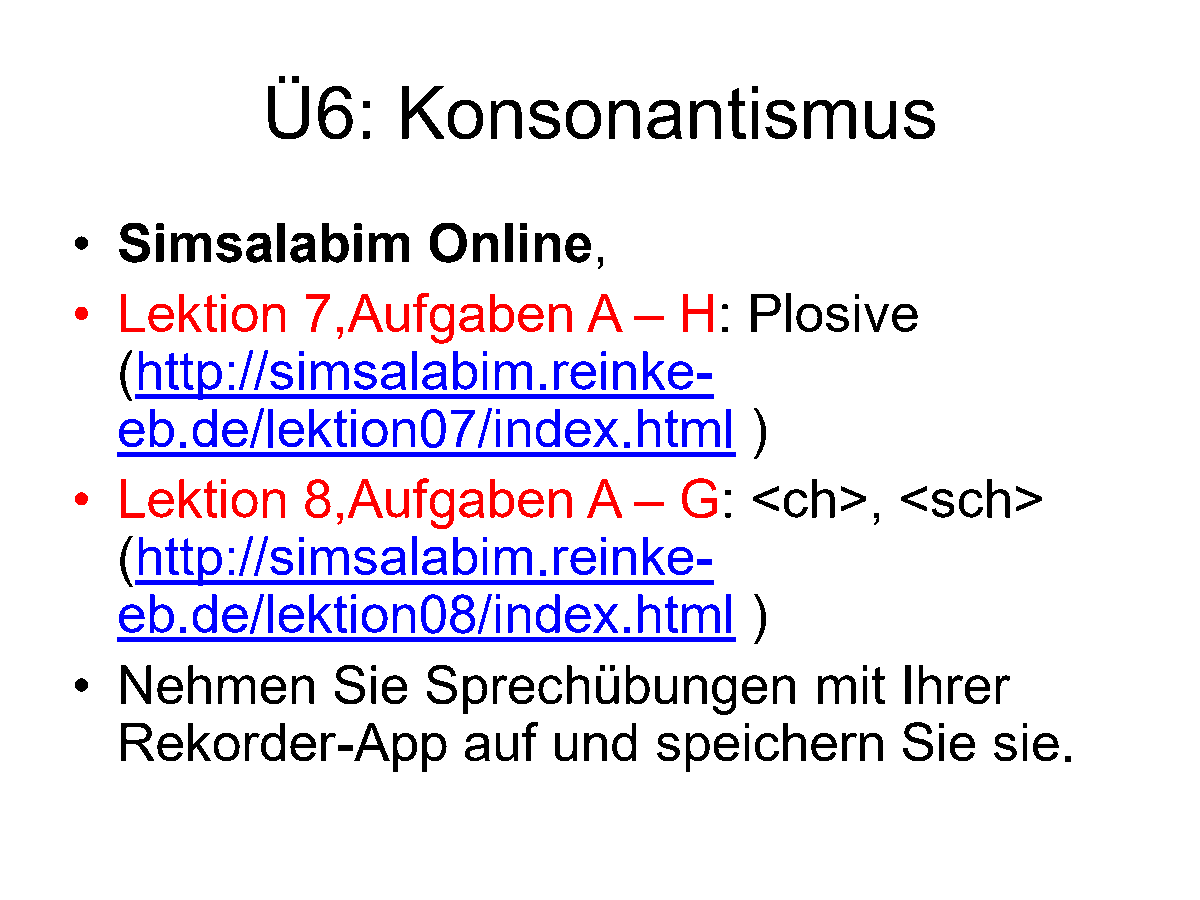 Ü6: Konsonantismus
• Simsalabim Online,
• Lektion 7,Aufgaben A – H: Plosive
(http://simsalabim.reinke-
eb.de/lektion07/index.html )
• Lektion 8,Aufgaben A – G: <ch>, <sch>
(http://simsalabim.reinke-
eb.de/lektion08/index.html )
• Nehmen Sie Sprechübungen mit Ihrer
Rekorder-App auf und speichern Sie sie.